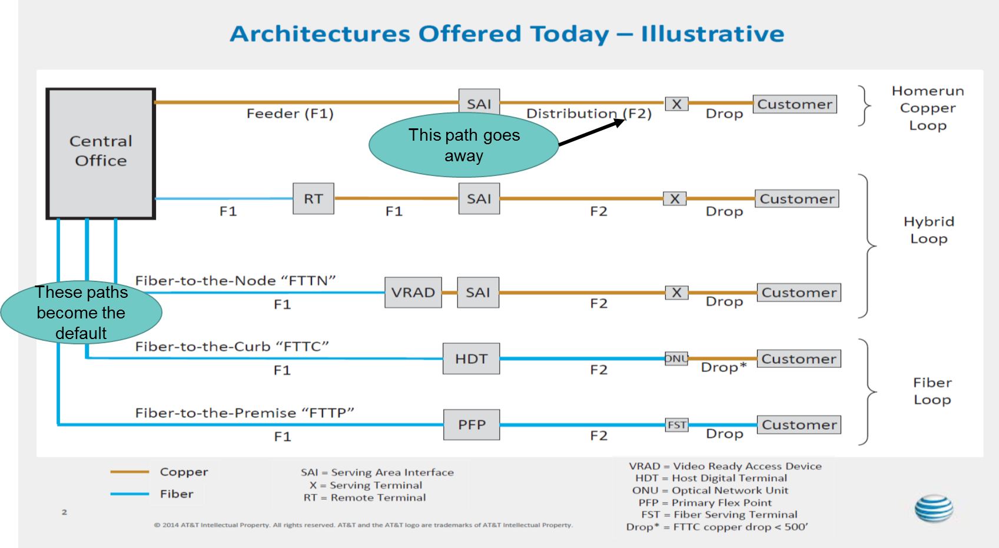 Architectures Offered Today – Illustrative
Central
Office
Feeder (F1)
SAI
Distribution (F2)
X
Drop
Customer
Homerun
Copper
Loop
This path goes
away
F1
RT
F1
SAI
F2
X
Drop
Customer
Hybrid
Loop
Fiber-to-the-Node “FTTN”
F1
VRAD
SAI
F2
X
Drop
Customer
These paths
become the
default
Fiber-to-the-Curb “FTTC”
F1
HDT
F2
ONU
Drop*
Customer
Fiber
Loop
Fiber-to-the-Premise “FTTP”
F1
PFP
F2
FST
Drop
Customer
Copper
Fiber
SAI = Serving Area Interface
X = Serving Terminal
RT = Remote Terminal
VRAD = Video Ready Access Device
HDT = Host Digital Terminal
ONU = Optical Network Unit
PFP = Primary Flex Point
FST = Fiber Serving Terminal
Drop* = FTTC copper drop < 500’
2
© 2014 AT&T Intellectual Property. All rights reserved. AT&T and the AT&T logo are trademarks of AT&T Intellectual Property.